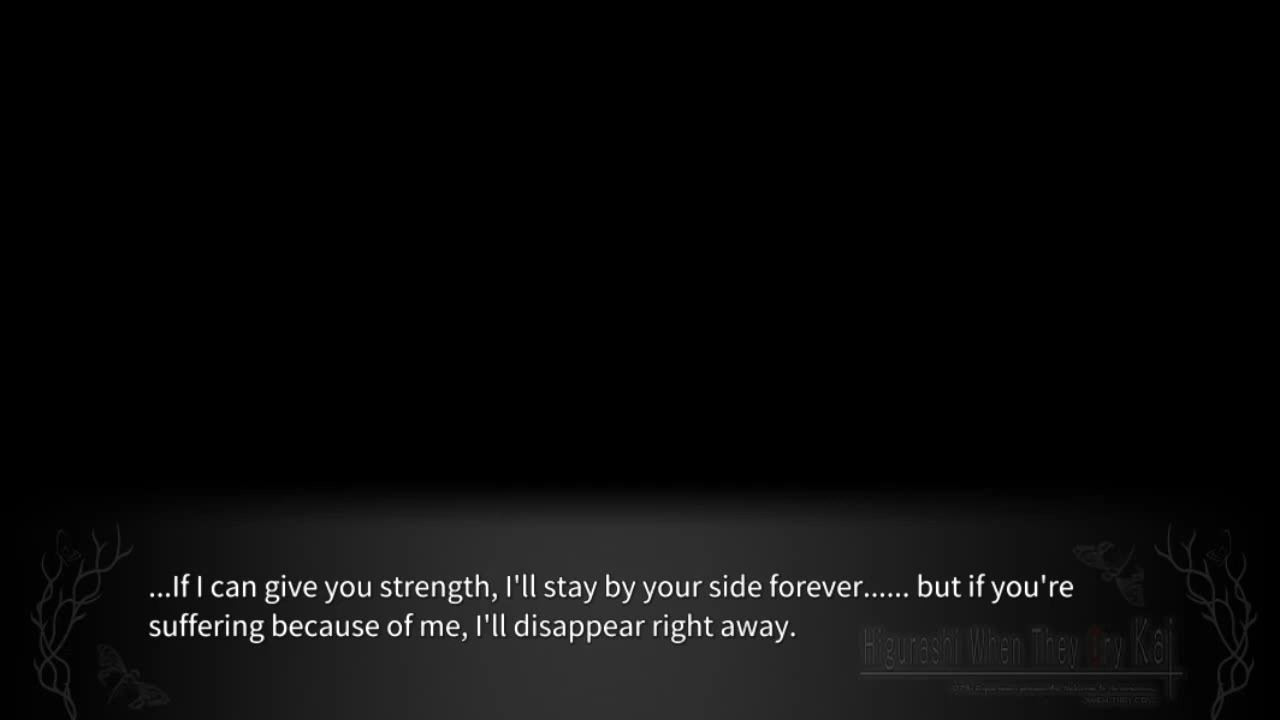 ...If I can give you strength, I'll stay by your side forever...... but if you're
suffering because of me, I'll disappear right away.
Higurashi When They Cry Kai